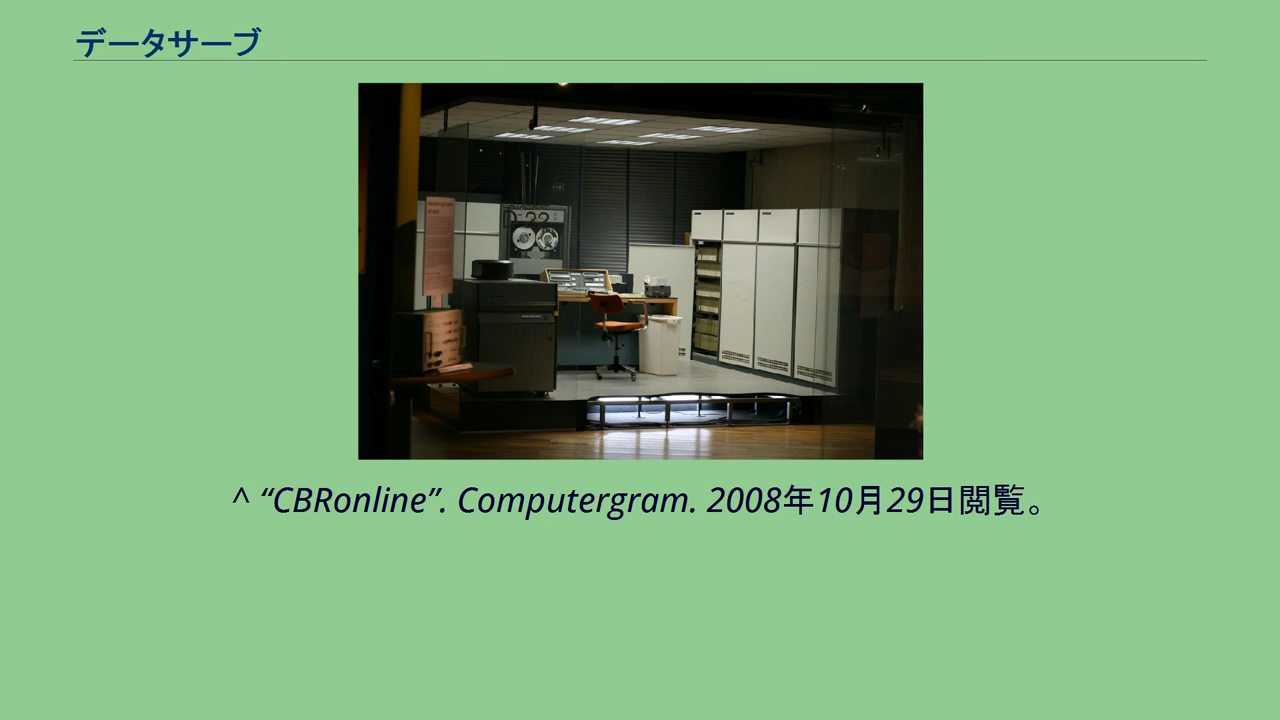 データサーブ
^ “CBRonline”. Computergram. 2008年10月29日閲覧。